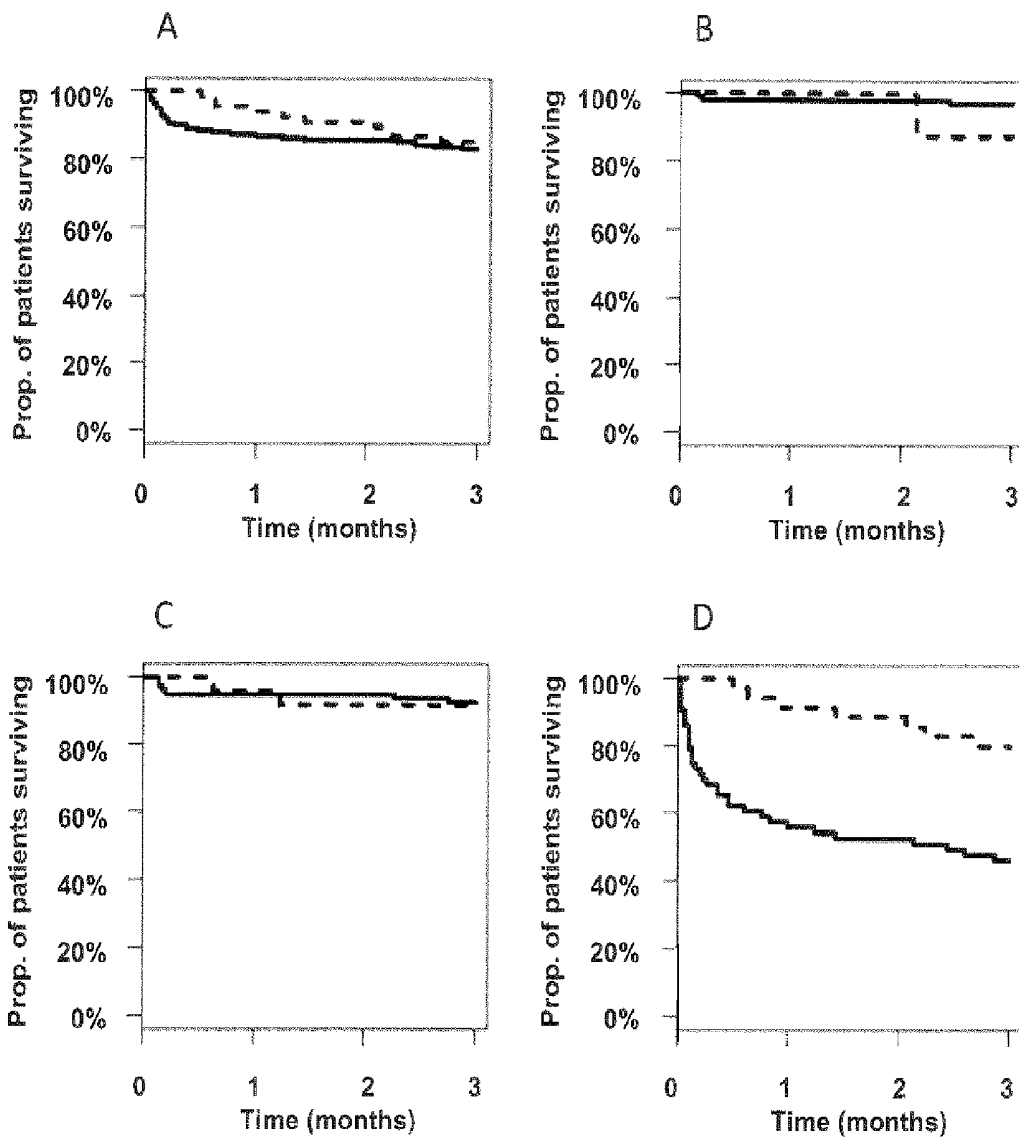 A
Prop. of patients surviving
100%
80%
60%
40%
20%
0%
0 1 2 3
Time (months)
B
Prop. of patients surviving
100%
80%
60%
40%
20%
0%
0 1 2 3
Time (months)
C
Prop. of patients surviving
100%
80%
60%
40%
20%
0%
0 1 2 3
Time (months)
D
Prop. of patients surviving
100%
80%
60%
40%
20%
0%
0 1 2 3
Time (months)